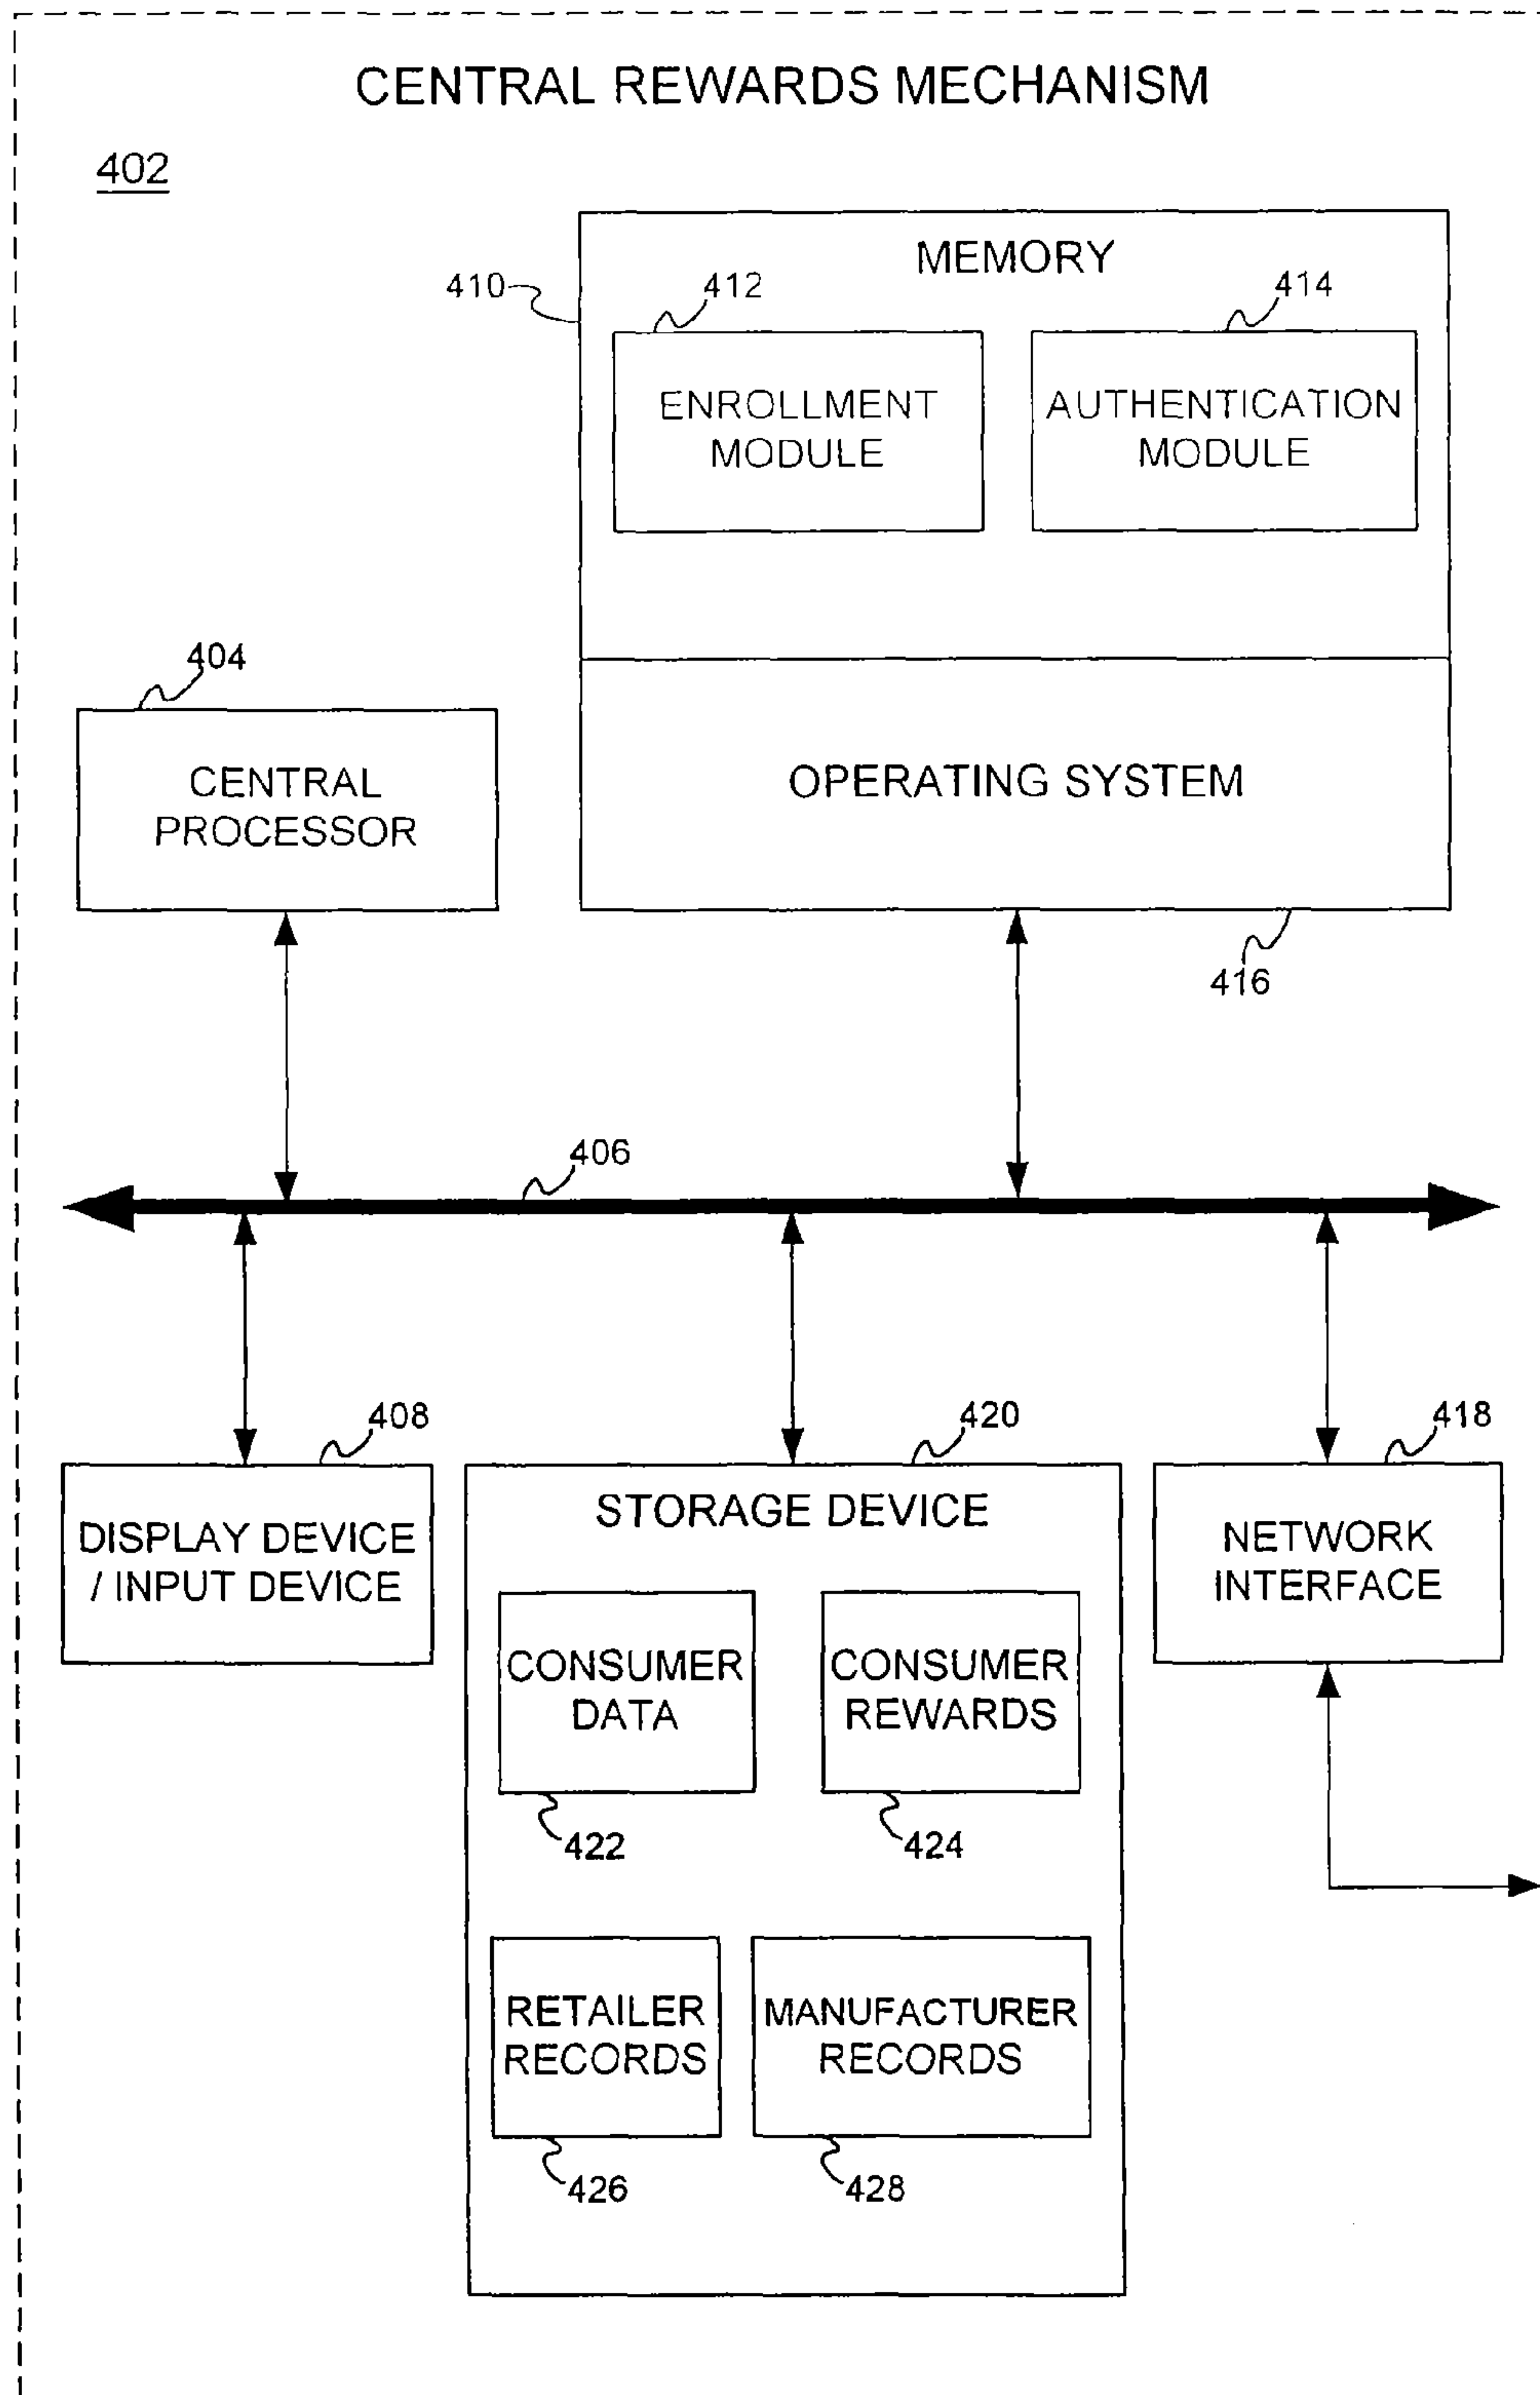 CENTRAL REWARDS MECHANISM
402
MEMORY
410
412
414
ENROLLMENT
MODULE
AUTHENTICATION
MODULE
404
CENTRAL
PROCESSOR
OPERATING SYSTEM
416
406
408
420
418
DISPLAY DEVICE
/ INPUT DEVICE
STORAGE DEVICE
NETWORK
INTERFACE
CONSUMER
DATA
CONSUMER
REWARDS
422
424
RETAILER
RECORDS
MANUFACTURER
RECORDS
426
428